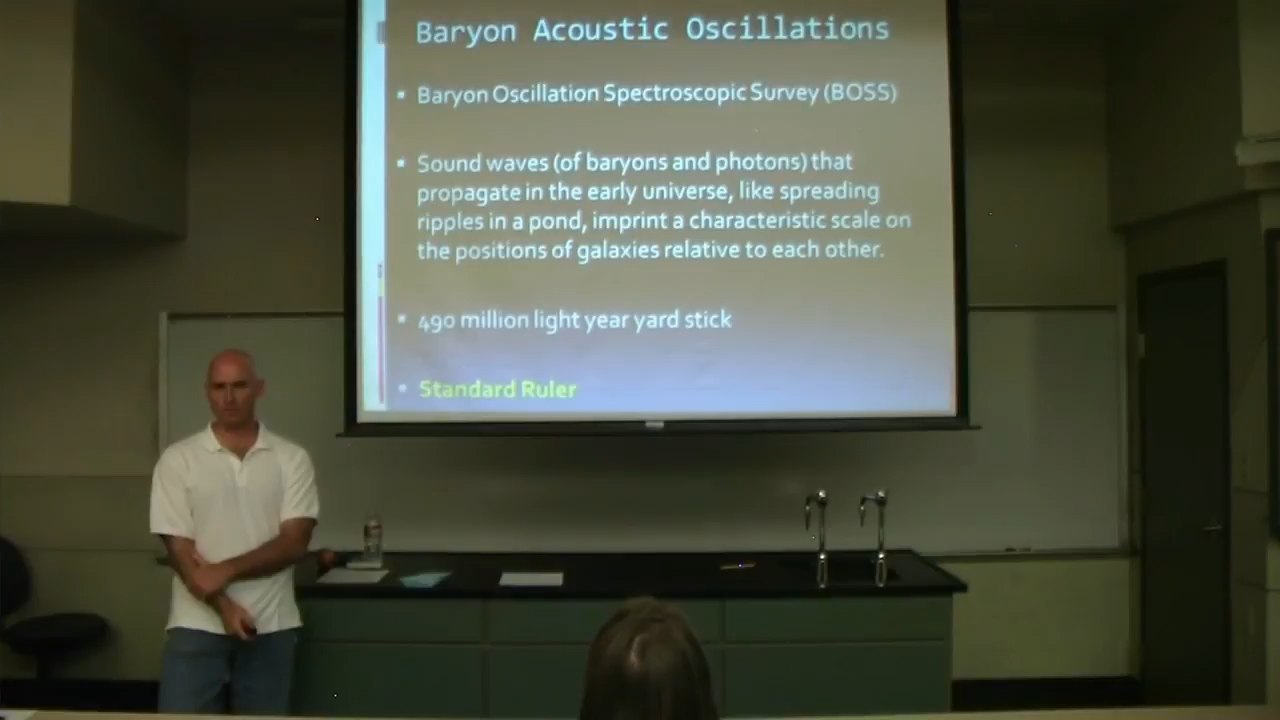 Baryon Acoustic Oscillations
▪ Baryon Oscillation Spectroscopic Survey (BOSS)
▪ Sound waves (of baryons and photons) that
propagate in the early universe, like spreading
ripples in a pond, imprint a characteristic scale on
the positions of galaxies relative to each other.
▪ 490 million light year yard stick
▪ Standard Ruler